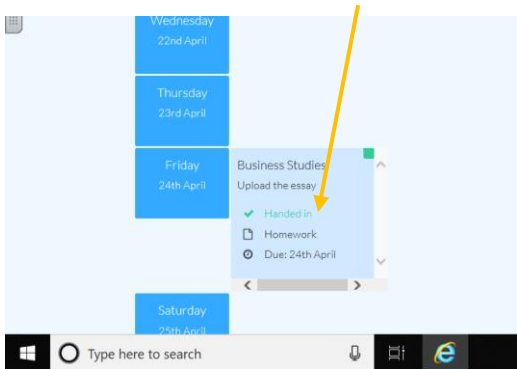 Wednesday
22nd April
Thursday
23rd April
Friday
24th April
Business Studies
Upload the essay
Handed in
Homework
Due: 24th April
Saturday
25th April
Type here to search